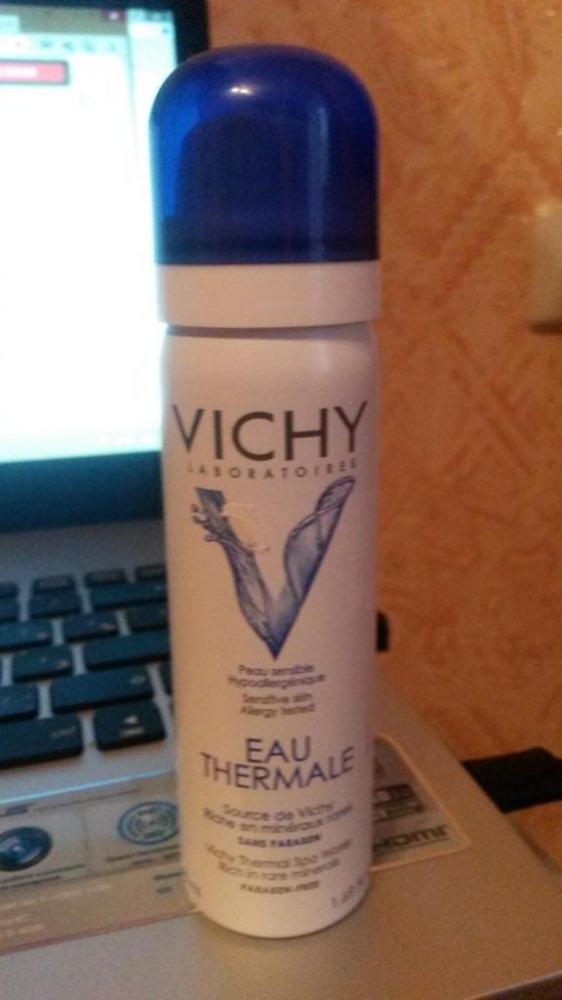 VICHY
LABORATOIRES
Peau sensible
Hypoallergénique
Sensitive skin
Allergy tested
EAU
THERMALE
Source de Vichy
Riche en minéraux rares
SANS PARABEN
Vichy Thermal Spa Water
Rich in rare minerals
PARABEN-FREE
HDMI